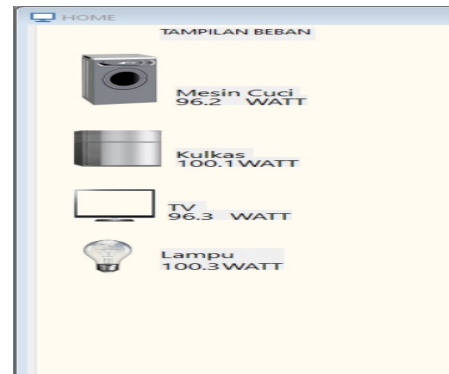 HOME
TAMPILAN BEBAN
Mesin Cuci
96.2 WATT
Kulkas
100.1 WATT
TV
96.3 WATT
Lampu
100.3 WATT